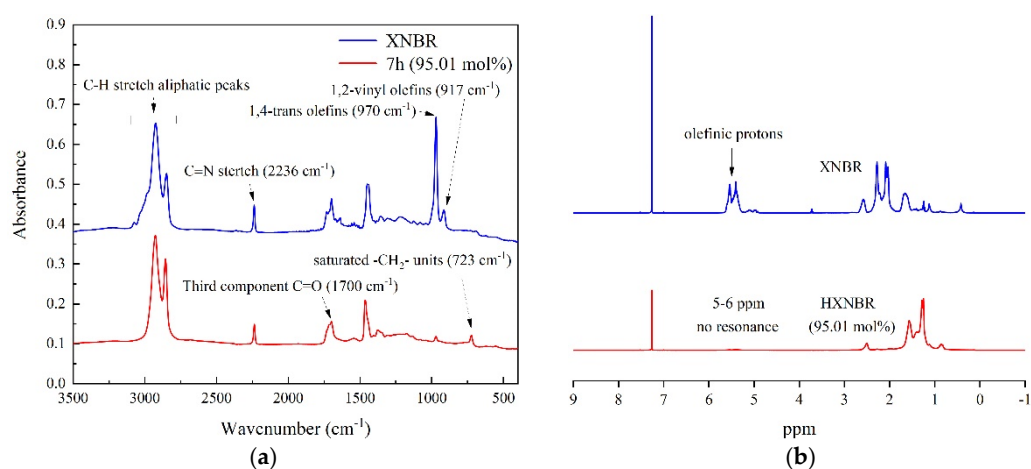 0.9
0.8
0.7
0.6
0.5
0.4
0.3
0.2
0.1
0.0
Absorbance
XNBR
7h (95.01 mol%)
C-H stretch aliphatic peaks
1,2-vinyl olefins (917 cm⁻¹)
1,4-trans olefins (970 cm⁻¹)
C=N stertch (2236 cm⁻¹)
saturated -CH₂- units (723 cm⁻¹)
Third component C=O (1700 cm⁻¹)
3500 3000 2500 2000 1500 1000 500
Wavenumber (cm⁻¹)
(a)
olefinic protons
XNBR
5-6 ppm
no resonance
HXNBR
(95.01 mol%)
9 8 7 6 5 4 3 2 1 0 -1
ppm
(b)